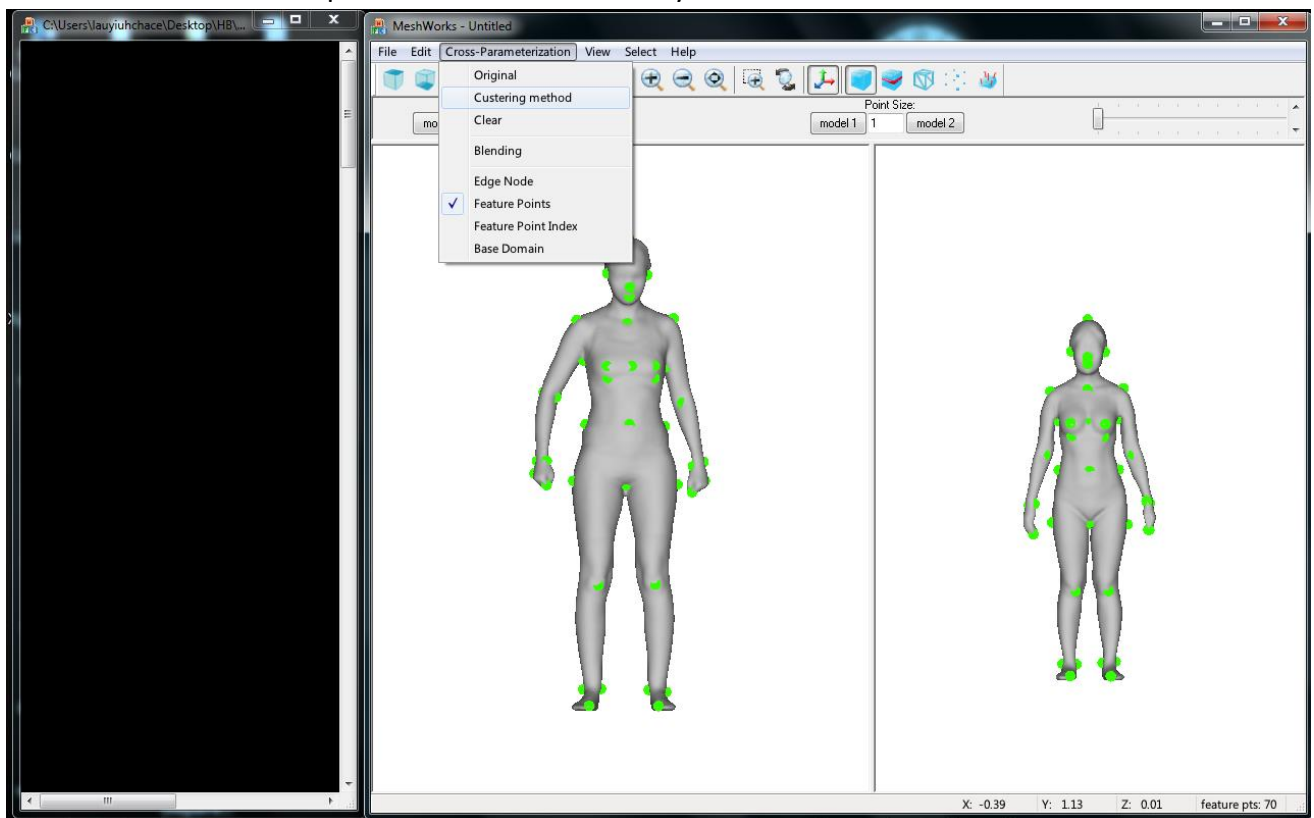 C:\Users\lauyiuhchace\Desktop\HB\...
MeshWorks - Untitled
File Edit Cross-Parameterization View Select Help
Original
Custering method
Clear
Blending
Edge Node
Feature Points
Feature Point Index
Base Domain
Point Size:
mo
model 1 1 model 2
X: -0.39 Y: 1.13 Z: 0.01 feature pts: 70